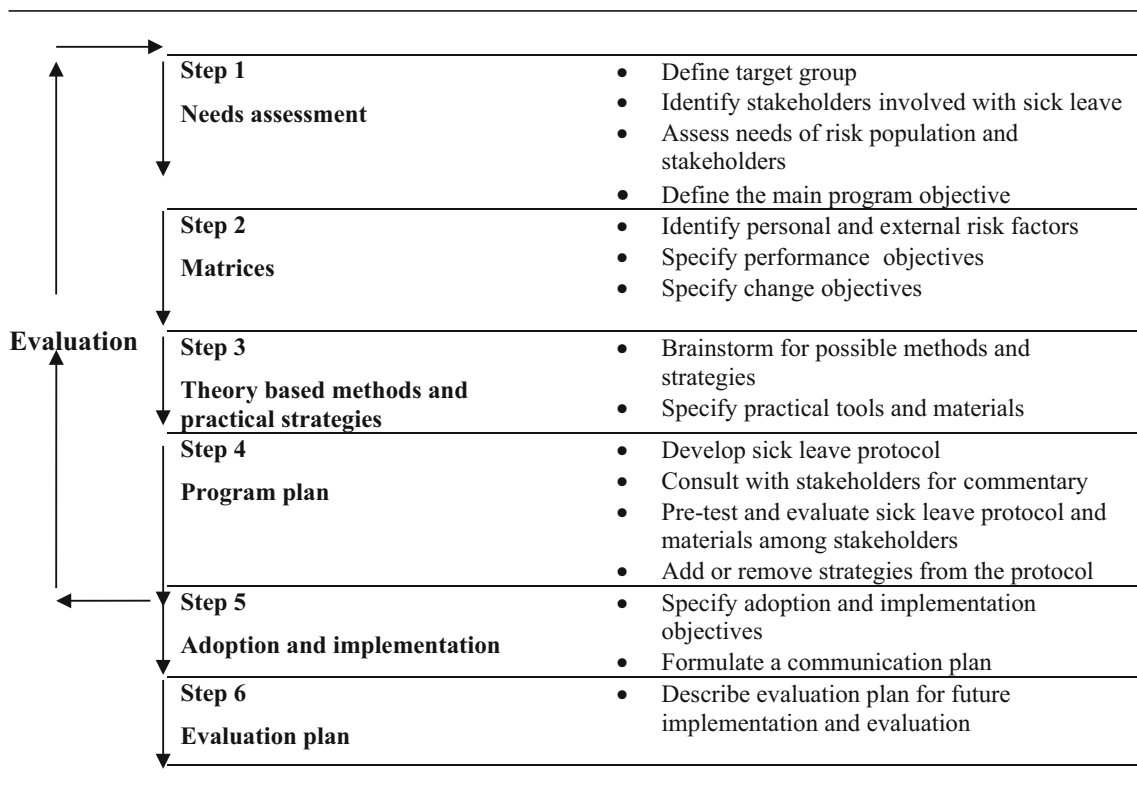 Step 1
Needs assessment
• Define target group
• Identify stakeholders involved with sick leave
• Assess needs of risk population and
stakeholders
• Define the main program objective
Step 2
Matrices
• Identify personal and external risk factors
• Specify performance objectives
• Specify change objectives
Evaluation
Step 3
Theory based methods and
practical strategies
• Brainstorm for possible methods and
strategies
• Specify practical tools and materials
Step 4
Program plan
• Develop sick leave protocol
• Consult with stakeholders for commentary
• Pre-test and evaluate sick leave protocol and
materials among stakeholders
• Add or remove strategies from the protocol
Step 5
Adoption and implementation
• Specify adoption and implementation
objectives
• Formulate a communication plan
Step 6
Evaluation plan
• Describe evaluation plan for future
implementation and evaluation